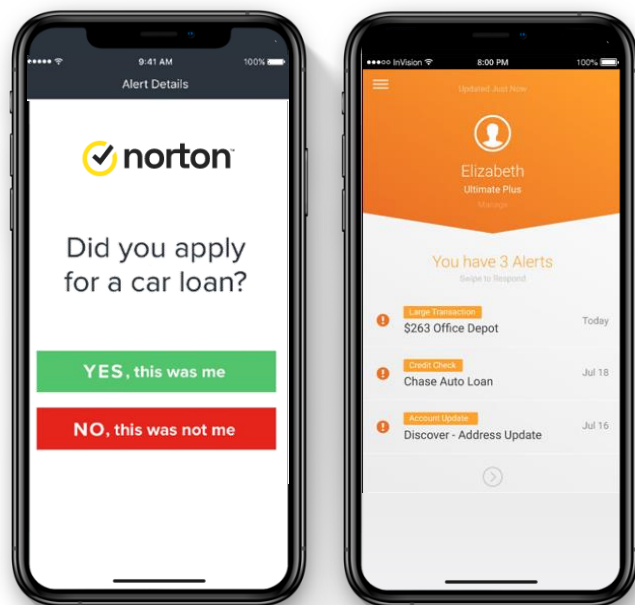 9:41 AM
100%
Alert Details
norton
Did you apply
for a car loan?
YES, this was me
NO, this was not me
InVision
8:00 PM
100%
Updated Just Now
Elizabeth
Ultimate Plus
Manage
You have 3 Alerts
Swipe to Respond
Large Transaction
$263 Office Depot
Today
Credit Check
Chase Auto Loan
Jul 18
Account Update
Discover - Address Update
Jul 16